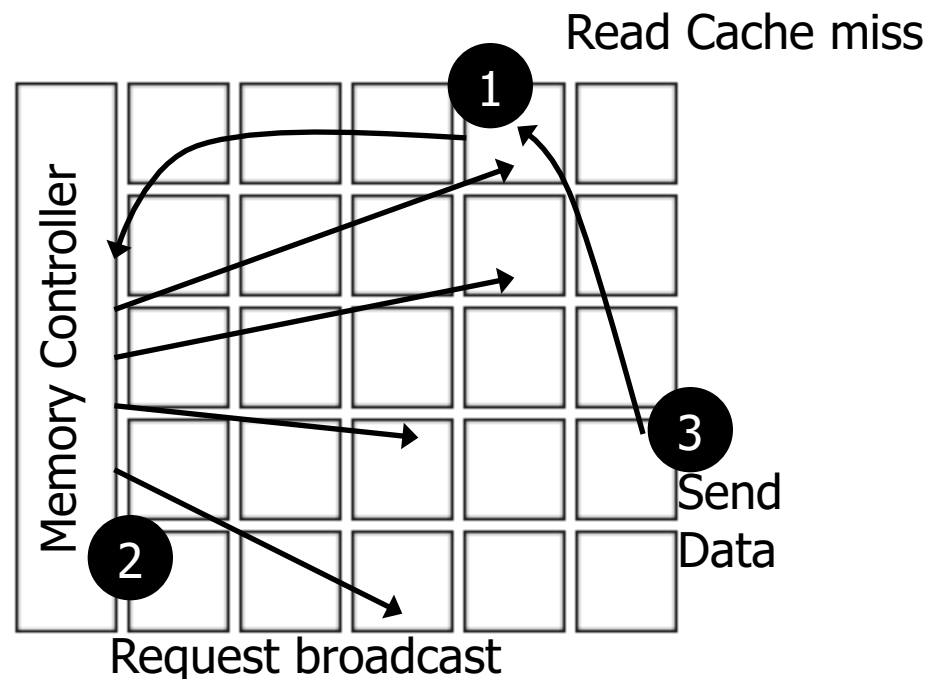 Read Cache miss
1
Memory Controller
3
Send
Data
2
Request broadcast